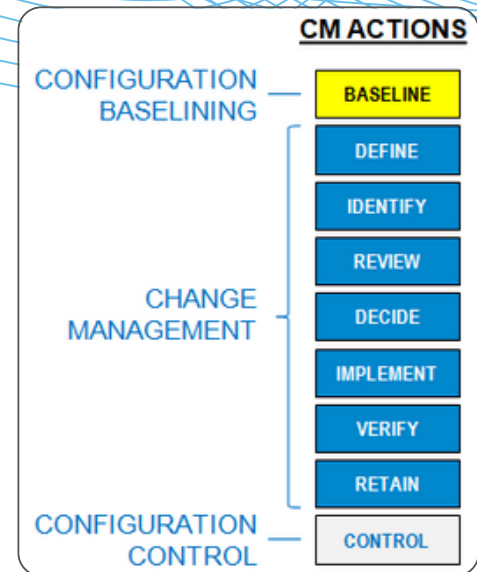 CM ACTIONS
CONFIGURATION
BASELINING
BASELINE
DEFINE
IDENTIFY
REVIEW
CHANGE
MANAGEMENT
DECIDE
IMPLEMENT
VERIFY
RETAIN
CONFIGURATION
CONTROL
CONTROL